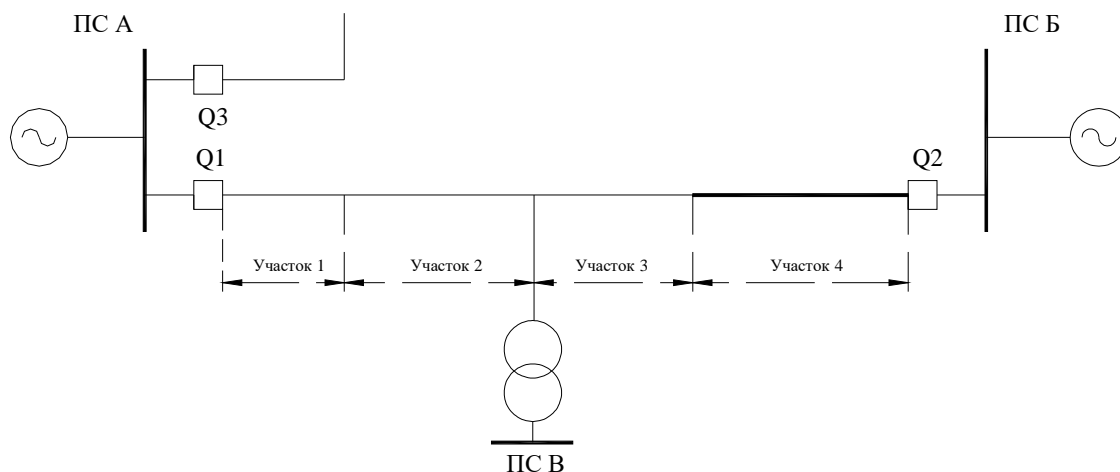 ПС А
ПС Б
Q3
Q1
Q2
Участок 1
Участок 2
Участок 3
Участок 4
ПС В